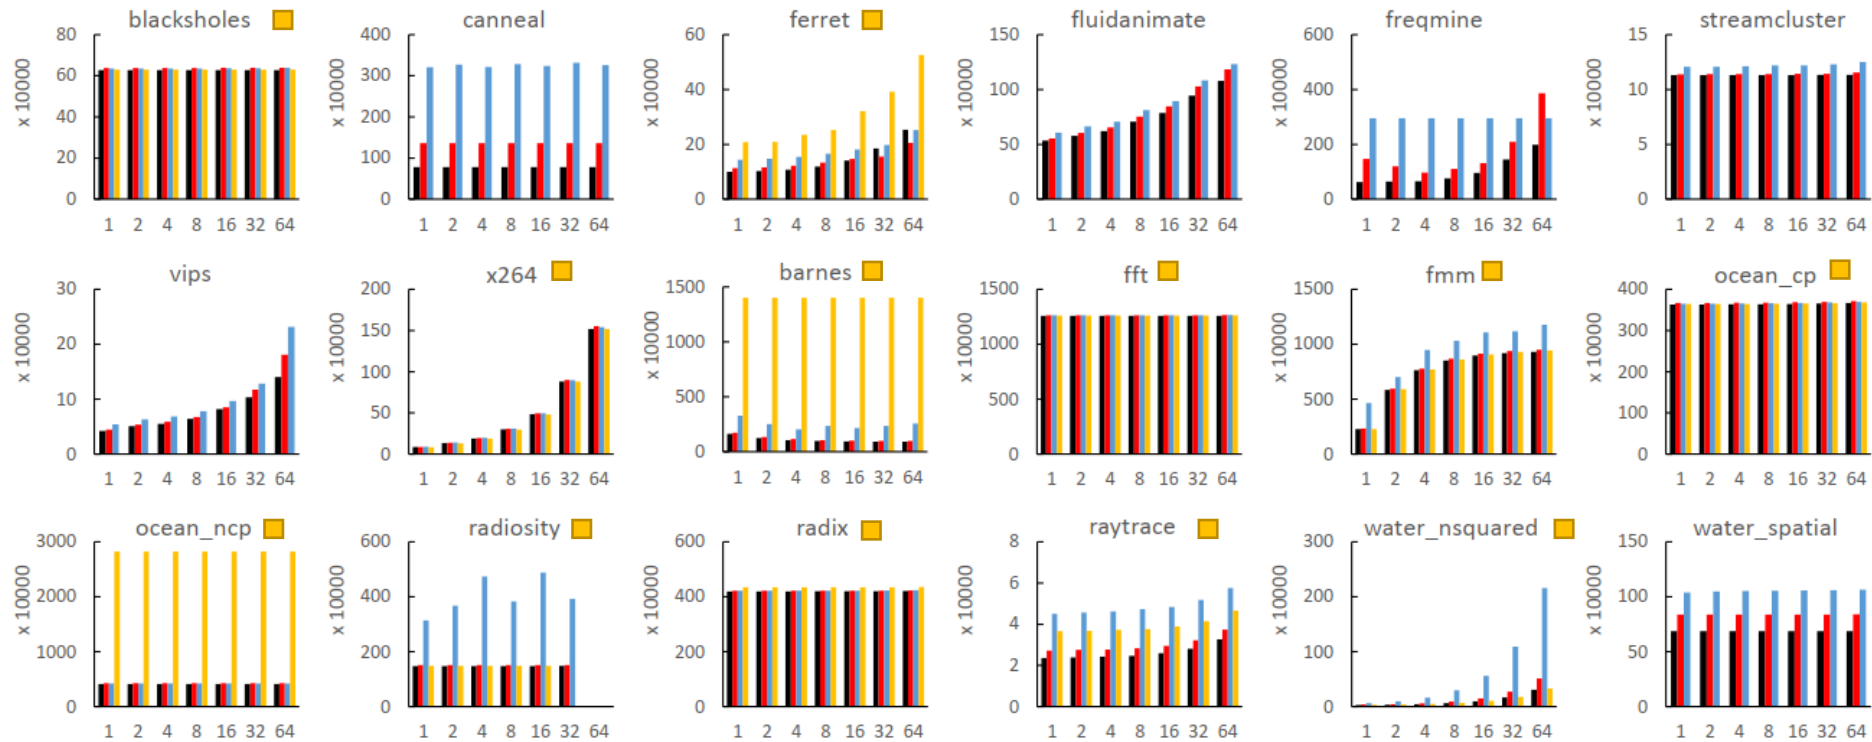 blacksholes canneal ferret fluidanimate freqmine streamcluster
80 400 60 150 600 15
60 300 40 100 400 10
40 200 20 50 200 5
20 100 0 0 0 0
0 0
x 10000 x 10000 x 10000 x 10000 x 10000 x 10000
1 2 4 8 16 32 64 1 2 4 8 16 32 64 1 2 4 8 16 32 64 1 2 4 8 16 32 64 1 2 4 8 16 32 64 1 2 4 8 16 32 64
vips x264 barnes fft fmm ocean_cp
30 200 1500 1500 1500 400
20 150 1000 1000 1000 300
10 100 500 500 500 200
0 50 0 0 0 100
0 0
x 10000 x 10000 x 10000 x 10000 x 10000 x 10000
1 2 4 8 16 32 64 1 2 4 8 16 32 64 1 2 4 8 16 32 64 1 2 4 8 16 32 64 1 2 4 8 16 32 64 1 2 4 8 16 32 64
ocean_ncp radiosity radix raytrace water_nsquared water_spatial
3000 600 600 8 300 150
2000 400 400 6 200 100
1000 200 200 4 100 50
0 0 0 2 0 0
0
x 10000 x 10000 x 10000 x 10000 x 10000 x 10000
1 2 4 8 16 32 64 1 2 4 8 16 32 64 1 2 4 8 16 32 64 1 2 4 8 16 32 64 1 2 4 8 16 32 64 1 2 4 8 16 32 64